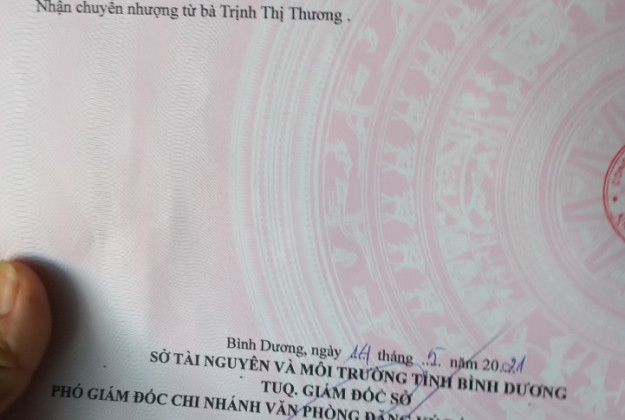 Nhận chuyển nhượng từ bà Trịnh Thị Thương .
Bình Dương, ngày 14 tháng 5 năm 2021
SỞ TÀI NGUYÊN VÀ MÔI TRƯỜNG TỈNH BÌNH DƯƠNG
TUQ. GIÁM ĐỐC SỞ
PHÓ GIÁM ĐỐC CHI NHÁNH VĂN PHÒNG ĐĂNG